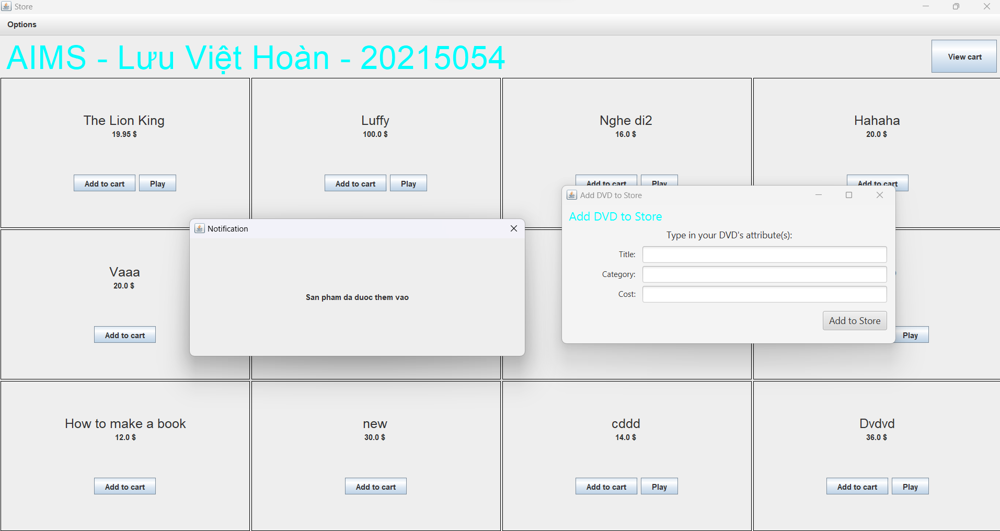 Store
Options
AIMS - Lưu Việt Hoàn - 20215054
View cart
The Lion King
19.95 $
Add to cart
Play
Luffy
100.0 $
Add to cart
Play
Nghe di2
16.0 $
Add to cart
Play
Hahaha
20.0 $
Add to cart
Vaaa
20.0 $
Add to cart
Notification
San pham da duoc them vao
Add DVD to Store
Add DVD to Store
Type in your DVD's attribute(s):
Title:
Category:
Cost:
Add to Store
Play
How to make a book
12.0 $
Add to cart
new
30.0 $
Add to cart
cddd
14.0 $
Add to cart
Play
Dvdvd
36.0 $
Add to cart
Play